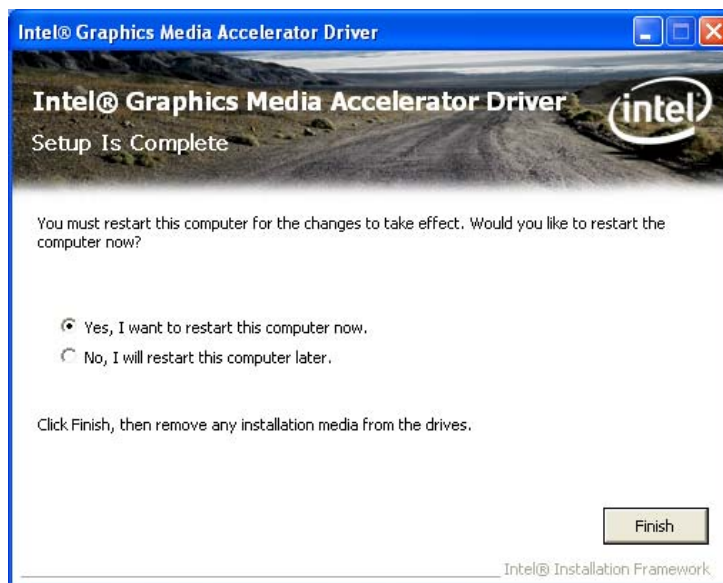 Intel® Graphics Media Accelerator Driver
Intel® Graphics Media Accelerator Driver
intel®
Setup Is Complete
You must restart this computer for the changes to take effect. Would you like to restart the
computer now?
Yes, I want to restart this computer now.
No, I will restart this computer later.
Click Finish, then remove any installation media from the drives.
Finish
Intel® Installation Framework